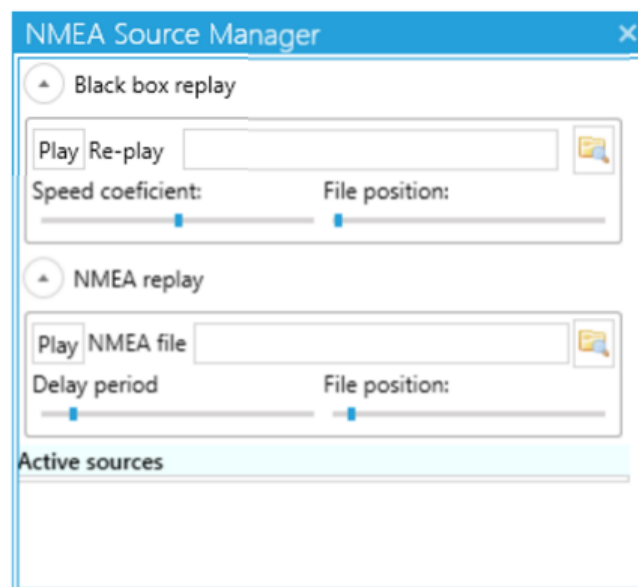 NMEA Source Manager
Black box replay
Play Re-play
Speed coeficient: File position:
NMEA replay
Play NMEA file
Delay period File position:
Active sources